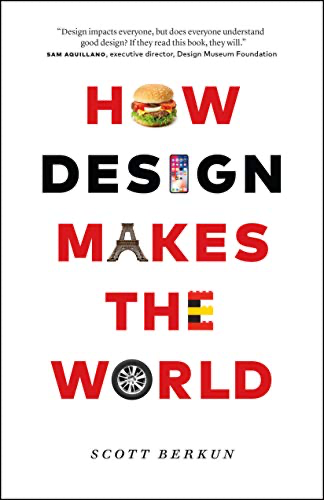 “Design impacts everyone, but does everyone understand
good design? If they read this book, they will.”
SAM AQUILLANO, executive director, Design Museum Foundation
HOW
DESIGN
MAKES
THE
WORLD
SCOTT BERKUN